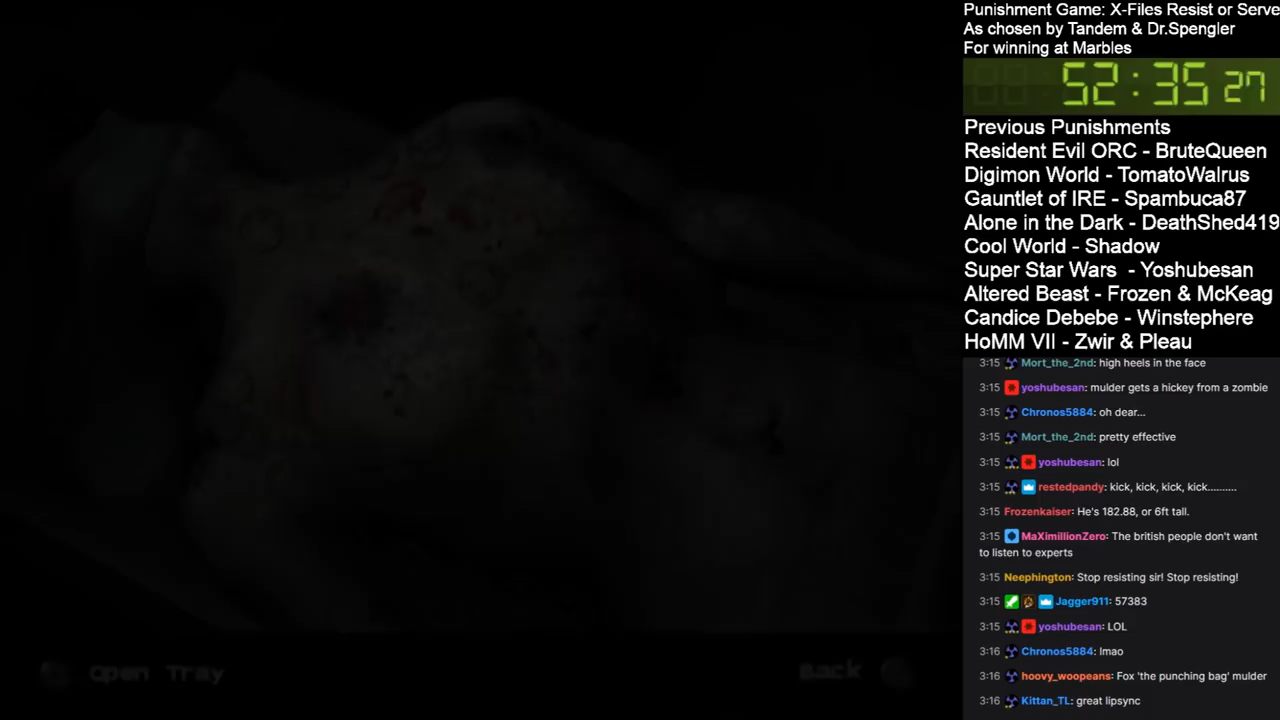 Punishment Game: X-Files Resist or Serve
As chosen by Tandem & Dr.Spengler
For winning at Marbles
52:35 27
Previous Punishments
Resident Evil ORC - BruteQueen
Digimon World - TomatoWalrus
Gauntlet of IRE - Spambuca87
Alone in the Dark - DeathShed419
Cool World - Shadow
Super Star Wars - Yoshubesan
Altered Beast - Frozen & McKeag
Candice Debebe - Winstephere
HoMM VII - Zwir & Pleau
3:15 Mort_the_2nd: high heels in the face
3:15 yoshubesan: mulder gets a hickey from a zombie
3:15 Chronos5884: oh dear...
3:15 Mort_the_2nd: pretty effective
3:15 yoshubesan: lol
3:15 restedpandy: kick, kick, kick, kick..........
3:15 Frozenkaiser: He's 182.88, or 6ft tall.
3:15 MaXimillionZero: The british people don't want
to listen to experts
3:15 Neephington: Stop resisting sir! Stop resisting!
3:15 Jagger911: 57383
3:15 yoshubesan: LOL
3:16 Chronos5884: lmao
3:16 hoovy_woopeans: Fox 'the punching bag' mulder
3:16 Kittan_TL: great lipsync
Open Tray
Back